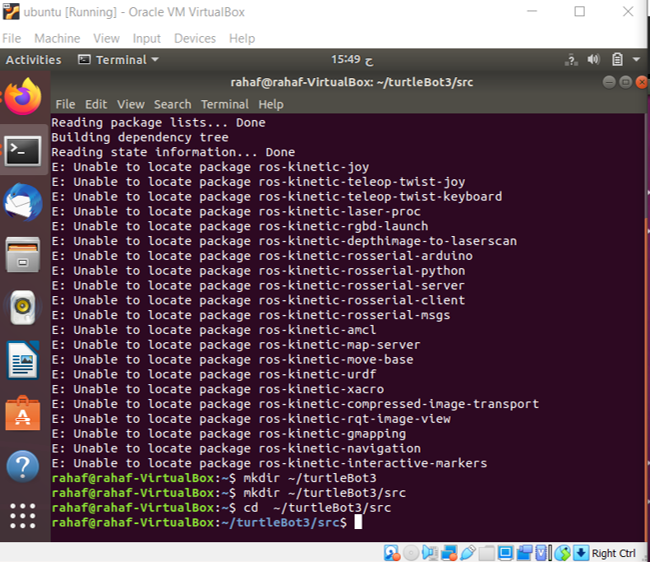 ubuntu [Running] - Oracle VM VirtualBox
File Machine View Input Devices Help
Activities Terminal 15:49 ح
rahaf@rahaf-VirtualBox: ~/turtleBot3/src
File Edit View Search Terminal Help
Reading package lists... Done
Building dependency tree
Reading state information... Done
E: Unable to locate package ros-kinetic-joy
E: Unable to locate package ros-kinetic-teleop-twist-joy
E: Unable to locate package ros-kinetic-teleop-twist-keyboard
E: Unable to locate package ros-kinetic-laser-proc
E: Unable to locate package ros-kinetic-rgbd-launch
E: Unable to locate package ros-kinetic-depthimage-to-laserscan
E: Unable to locate package ros-kinetic-rosserial-arduino
E: Unable to locate package ros-kinetic-rosserial-python
E: Unable to locate package ros-kinetic-rosserial-server
E: Unable to locate package ros-kinetic-rosserial-client
E: Unable to locate package ros-kinetic-rosserial-msgs
E: Unable to locate package ros-kinetic-amcl
E: Unable to locate package ros-kinetic-map-server
E: Unable to locate package ros-kinetic-move-base
E: Unable to locate package ros-kinetic-urdf
E: Unable to locate package ros-kinetic-xacro
E: Unable to locate package ros-kinetic-compressed-image-transport
E: Unable to locate package ros-kinetic-rqt-image-view
E: Unable to locate package ros-kinetic-gmapping
E: Unable to locate package ros-kinetic-navigation
E: Unable to locate package ros-kinetic-interactive-markers
rahaf@rahaf-VirtualBox:~$ mkdir ~/turtleBot3
rahaf@rahaf-VirtualBox:~$ mkdir ~/turtleBot3/src
rahaf@rahaf-VirtualBox:~$ cd  ~/turtleBot3/src
rahaf@rahaf-VirtualBox:~/turtleBot3/src$
Right Ctrl